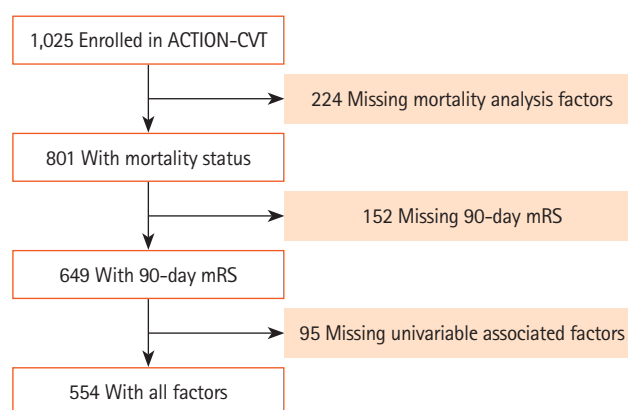 1,025 Enrolled in ACTION-CVT
224 Missing mortality analysis factors
801 With mortality status
152 Missing 90-day mRS
649 With 90-day mRS
95 Missing univariable associated factors
554 With all factors